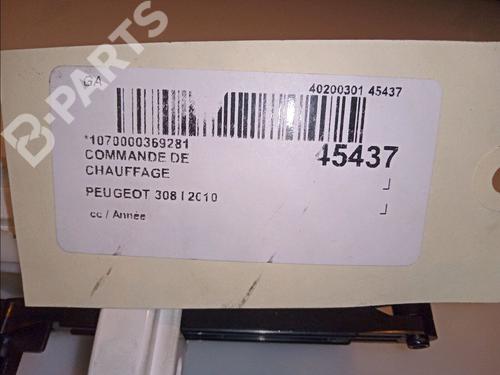 GA
40200301 45437
*1070000369281
45437
COMMANDE DE
CHAUFFAGE
PEUGEOT 308 I 2010
cc / Année
B-PARTS